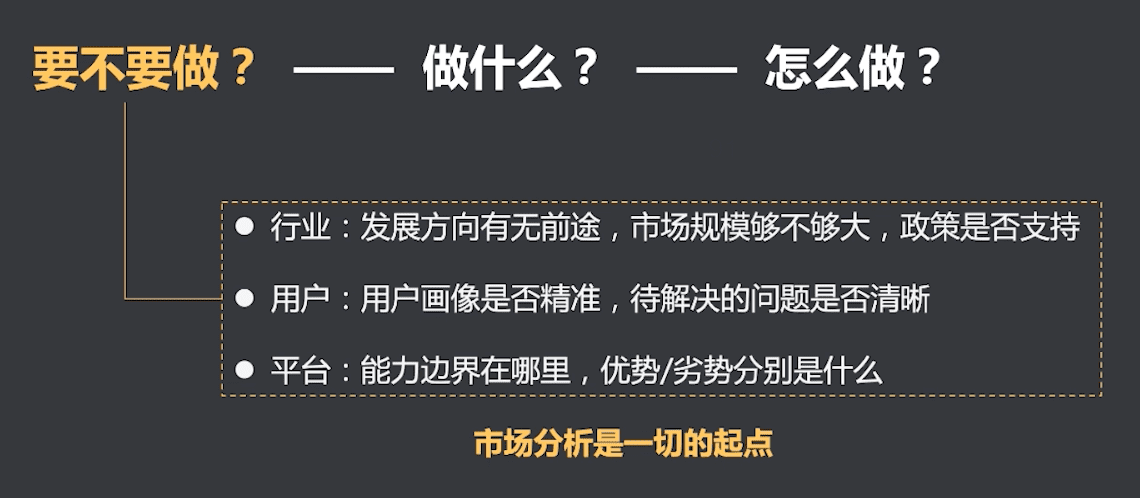 要不要做？ —— 做什么？ —— 怎么做？
● 行业：发展方向有无前途，市场规模够不够大，政策是否支持
● 用户：用户画像是否精准，待解决的问题是否清晰
● 平台：能力边界在哪里，优势/劣势分别是什么
市场分析是一切的起点